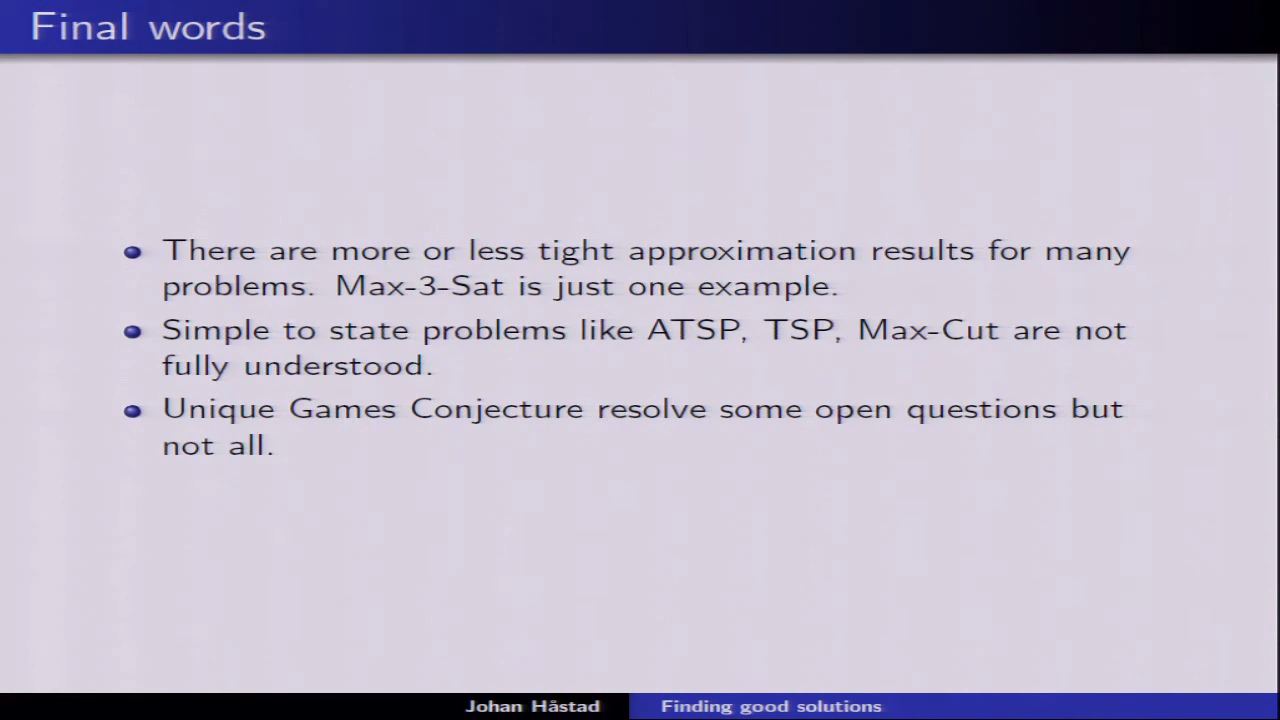 Final words
There are more or less tight approximation results for many
problems. Max-3-Sat is just one example.
Simple to state problems like ATSP, TSP, Max-Cut are not
fully understood.
Unique Games Conjecture resolve some open questions but
not all.
Johan Håstad Finding good solutions